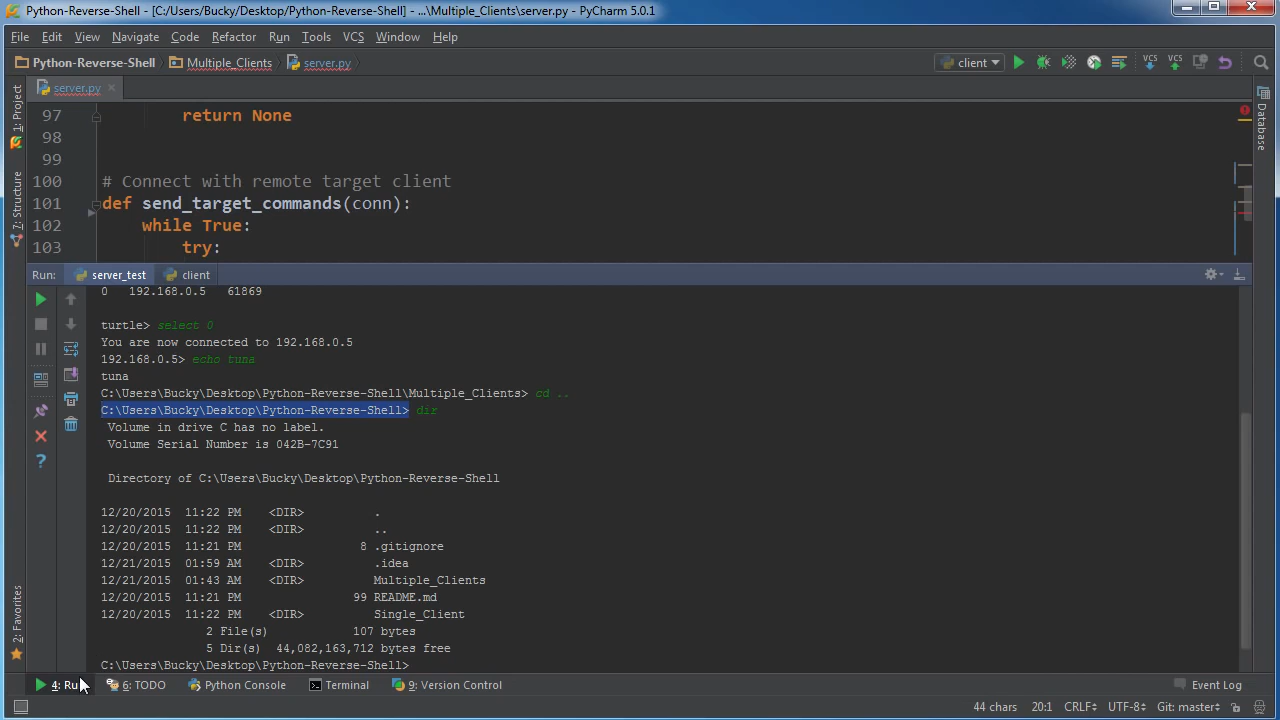 Python-Reverse-Shell - [C:/Users/Bucky/Desktop/Python-Reverse-Shell] - ...\Multiple_Clients\server.py - PyCharm 5.0.1
File Edit View Navigate Code Refactor Run Tools VCS Window Help
Python-Reverse-Shell Multiple_Clients server.py client VCS VCS
1: Project
7: Structure
2: Favorites
Database
server.py
97 return None
98
99
100 # Connect with remote target client
101 def send_target_commands(conn):
102 while True:
103 try:
Run: server_test client
0 192.168.0.5 61869
turtle> select 0
You are now connected to 192.168.0.5
192.168.0.5> echo tuna
tuna
C:\Users\Bucky\Desktop\Python-Reverse-Shell\Multiple_Clients> cd ..
C:\Users\Bucky\Desktop\Python-Reverse-Shell> dir
Volume in drive C has no label.
Volume Serial Number is 042B-7C91
Directory of C:\Users\Bucky\Desktop\Python-Reverse-Shell
12/20/2015 11:22 PM <DIR> .
12/20/2015 11:22 PM <DIR> ..
12/20/2015 11:21 PM 8 .gitignore
12/21/2015 01:59 AM <DIR> .idea
12/21/2015 01:43 AM <DIR> Multiple_Clients
12/20/2015 11:21 PM 99 README.md
12/20/2015 11:22 PM <DIR> Single_Client
2 File(s) 107 bytes
5 Dir(s) 44,082,163,712 bytes free
C:\Users\Bucky\Desktop\Python-Reverse-Shell>
4: Ru 6: TODO Python Console Terminal 9: Version Control Event Log
44 chars 20:1 CRLF UTF-8 Git: master